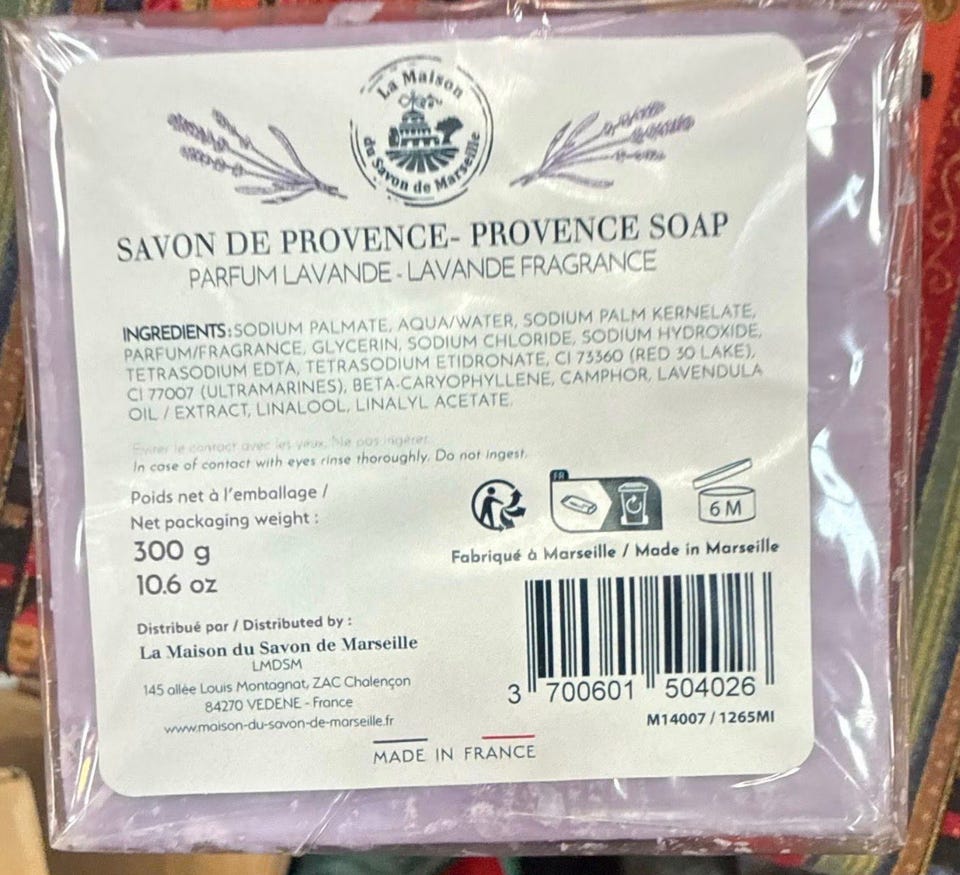 La Maison
du Savon de Marseille
SAVON DE PROVENCE- PROVENCE SOAP
PARFUM LAVANDE - LAVANDE FRAGRANCE
INGREDIENTS: SODIUM PALMATE, AQUA/WATER, SODIUM PALM KERNELATE,
PARFUM/FRAGRANCE, GLYCERIN, SODIUM CHLORIDE, SODIUM HYDROXIDE,
TETRASODIUM EDTA, TETRASODIUM ETIDRONATE, CI 73360 (RED 30 LAKE),
CI 77007 (ULTRAMARINES), BETA-CARYOPHYLLENE, CAMPHOR, LAVENDULA
OIL / EXTRACT, LINALOOL, LINALYL ACETATE.
Eviter le contact avec les yeux. Ne pas ingérer.
In case of contact with eyes rinse thoroughly. Do not ingest.
Poids net à l'emballage /
Net packaging weight :
300 g
10.6 oz
FR
6 M
Fabriqué à Marseille / Made in Marseille
Distribué par / Distributed by :
La Maison du Savon de Marseille
LMDSM
145 allée Louis Montagnat, ZAC Chalençon
84270 VEDENE - France
www.maison-du-savon-de-marseille.fr
3 700601 504026
M14007 / 1265MI
MADE IN FRANCE